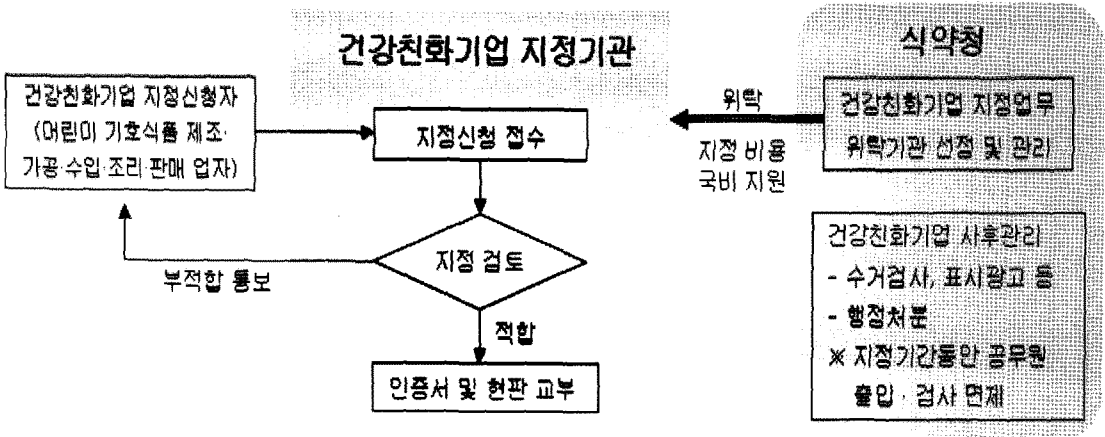 건강친화기업 지정기관
식약청
건강친화기업 지정신청자
(어린미 기호식품 제조·
가공·수입·조리·판매 업자)
지정신청 접수
위탁
지정 비용
국비 지원
건강친화기업 지정업무
위탁기관 선정 및 관리
지정 검토
부적합 통보
적합
인증서 및 현판 교부
건강친화기업 사후관리
- 수거검사, 표시광고 등
- 행정처분
※ 지정기간동안 공무원
출입·검사 면제